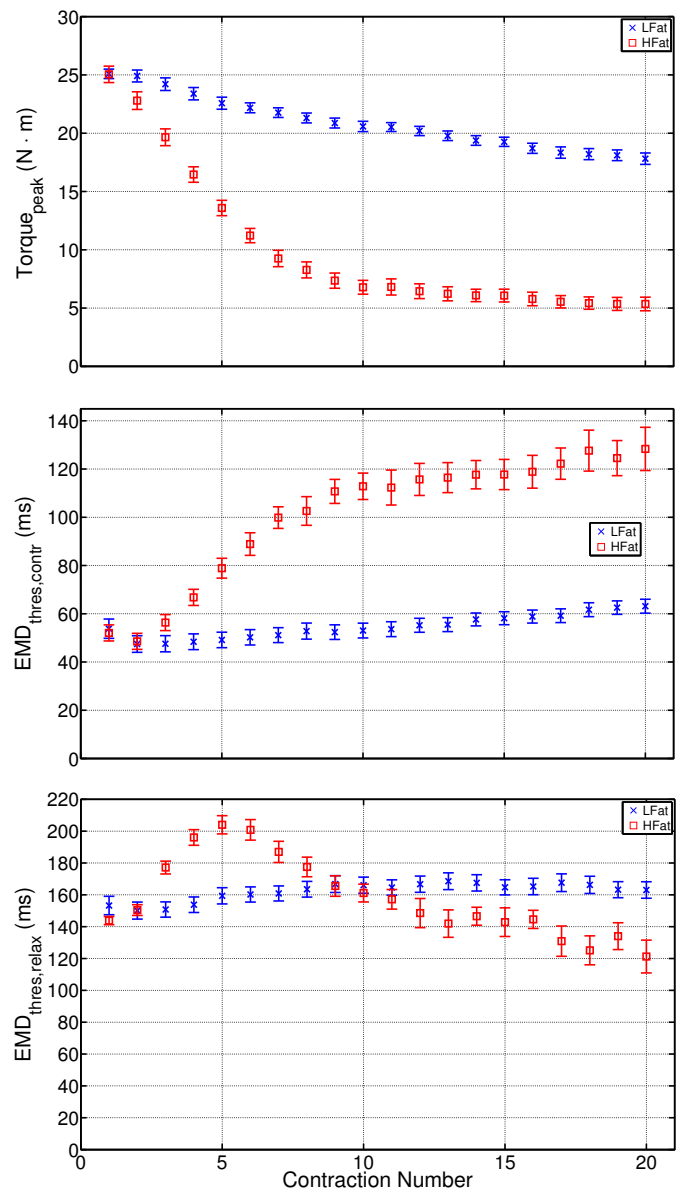 30
25
20
15
10
5
0
Torque_peak (N · m)
LFat
HFat
140
120
100
80
60
40
20
0
EMD_thres,contr (ms)
LFat
HFat
220
200
180
160
140
120
100
80
60
40
20
0
EMD_thres,relax (ms)
LFat
HFat
0 5 10 15 20
Contraction Number